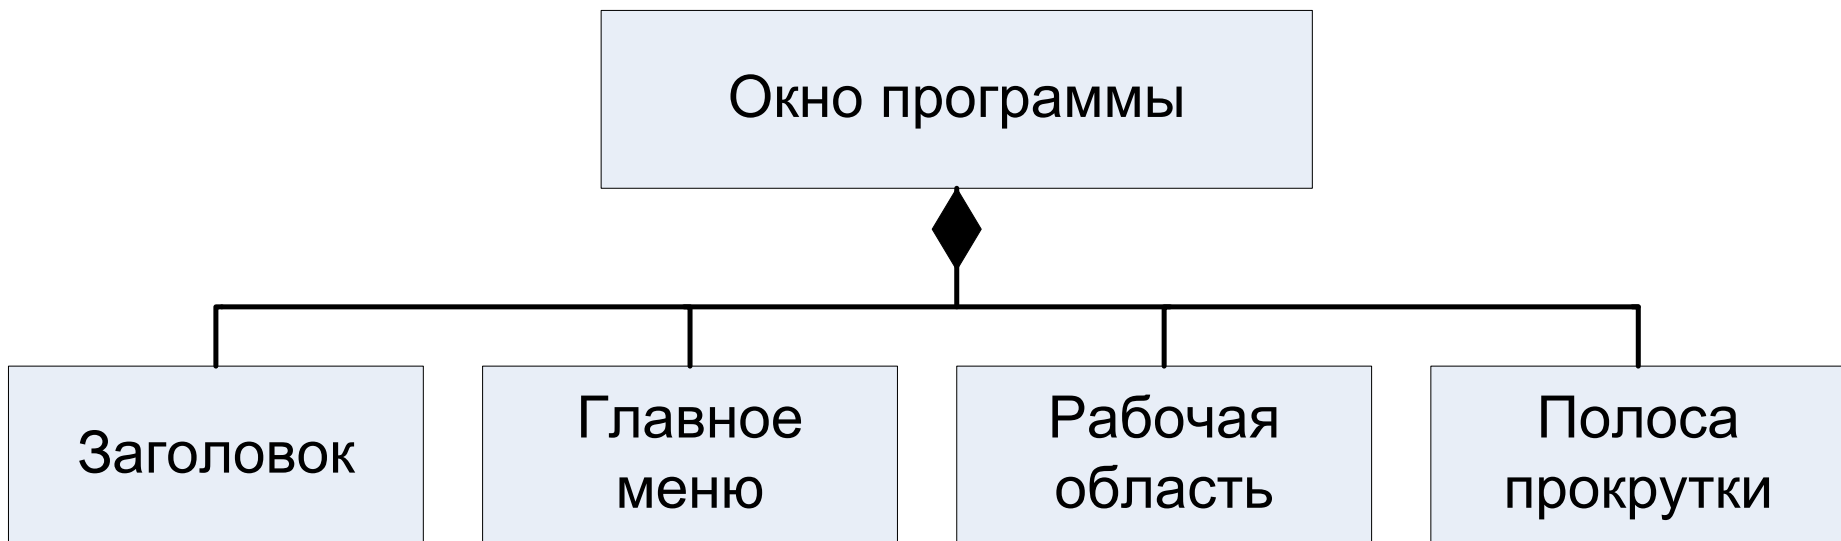 Окно программы
Заголовок
Главное
меню
Рабочая
область
Полоса
прокрутки